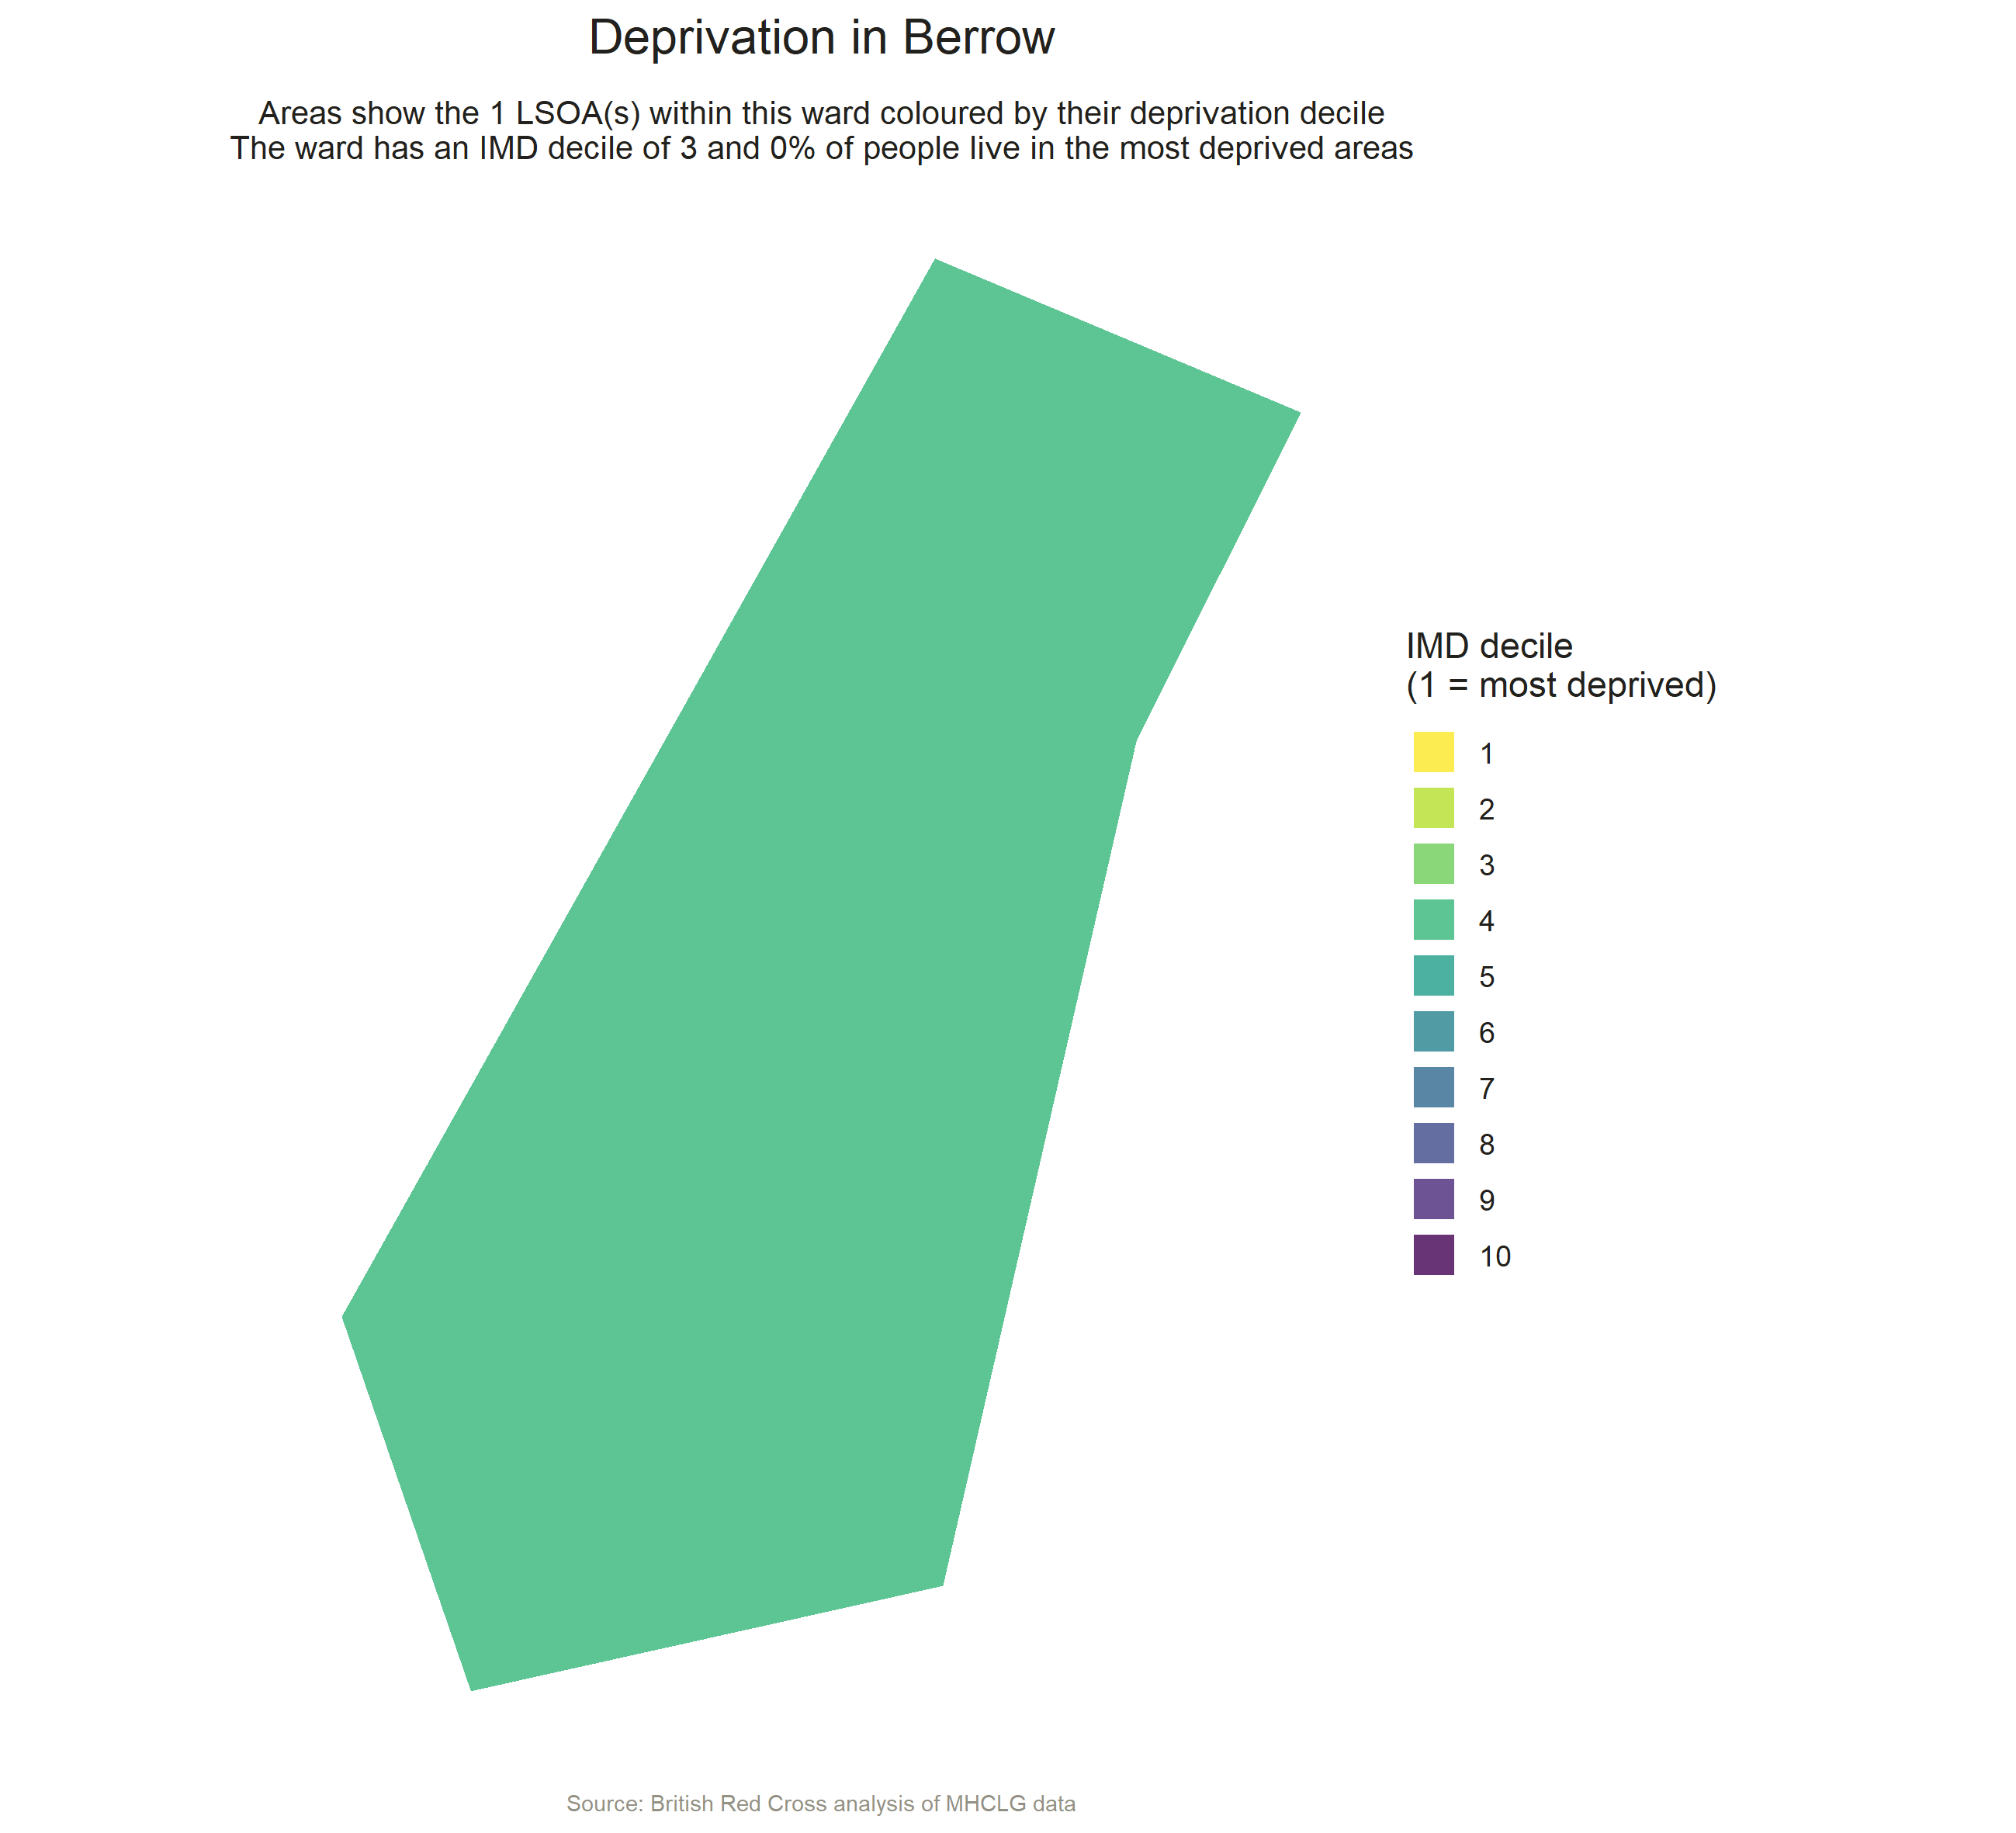 Deprivation in Berrow
Areas show the 1 LSOA(s) within this ward coloured by their deprivation decile
The ward has an IMD decile of 3 and 0% of people live in the most deprived areas
IMD decile
(1 = most deprived)
1
2
3
4
5
6
7
8
9
10
Source: British Red Cross analysis of MHCLG data